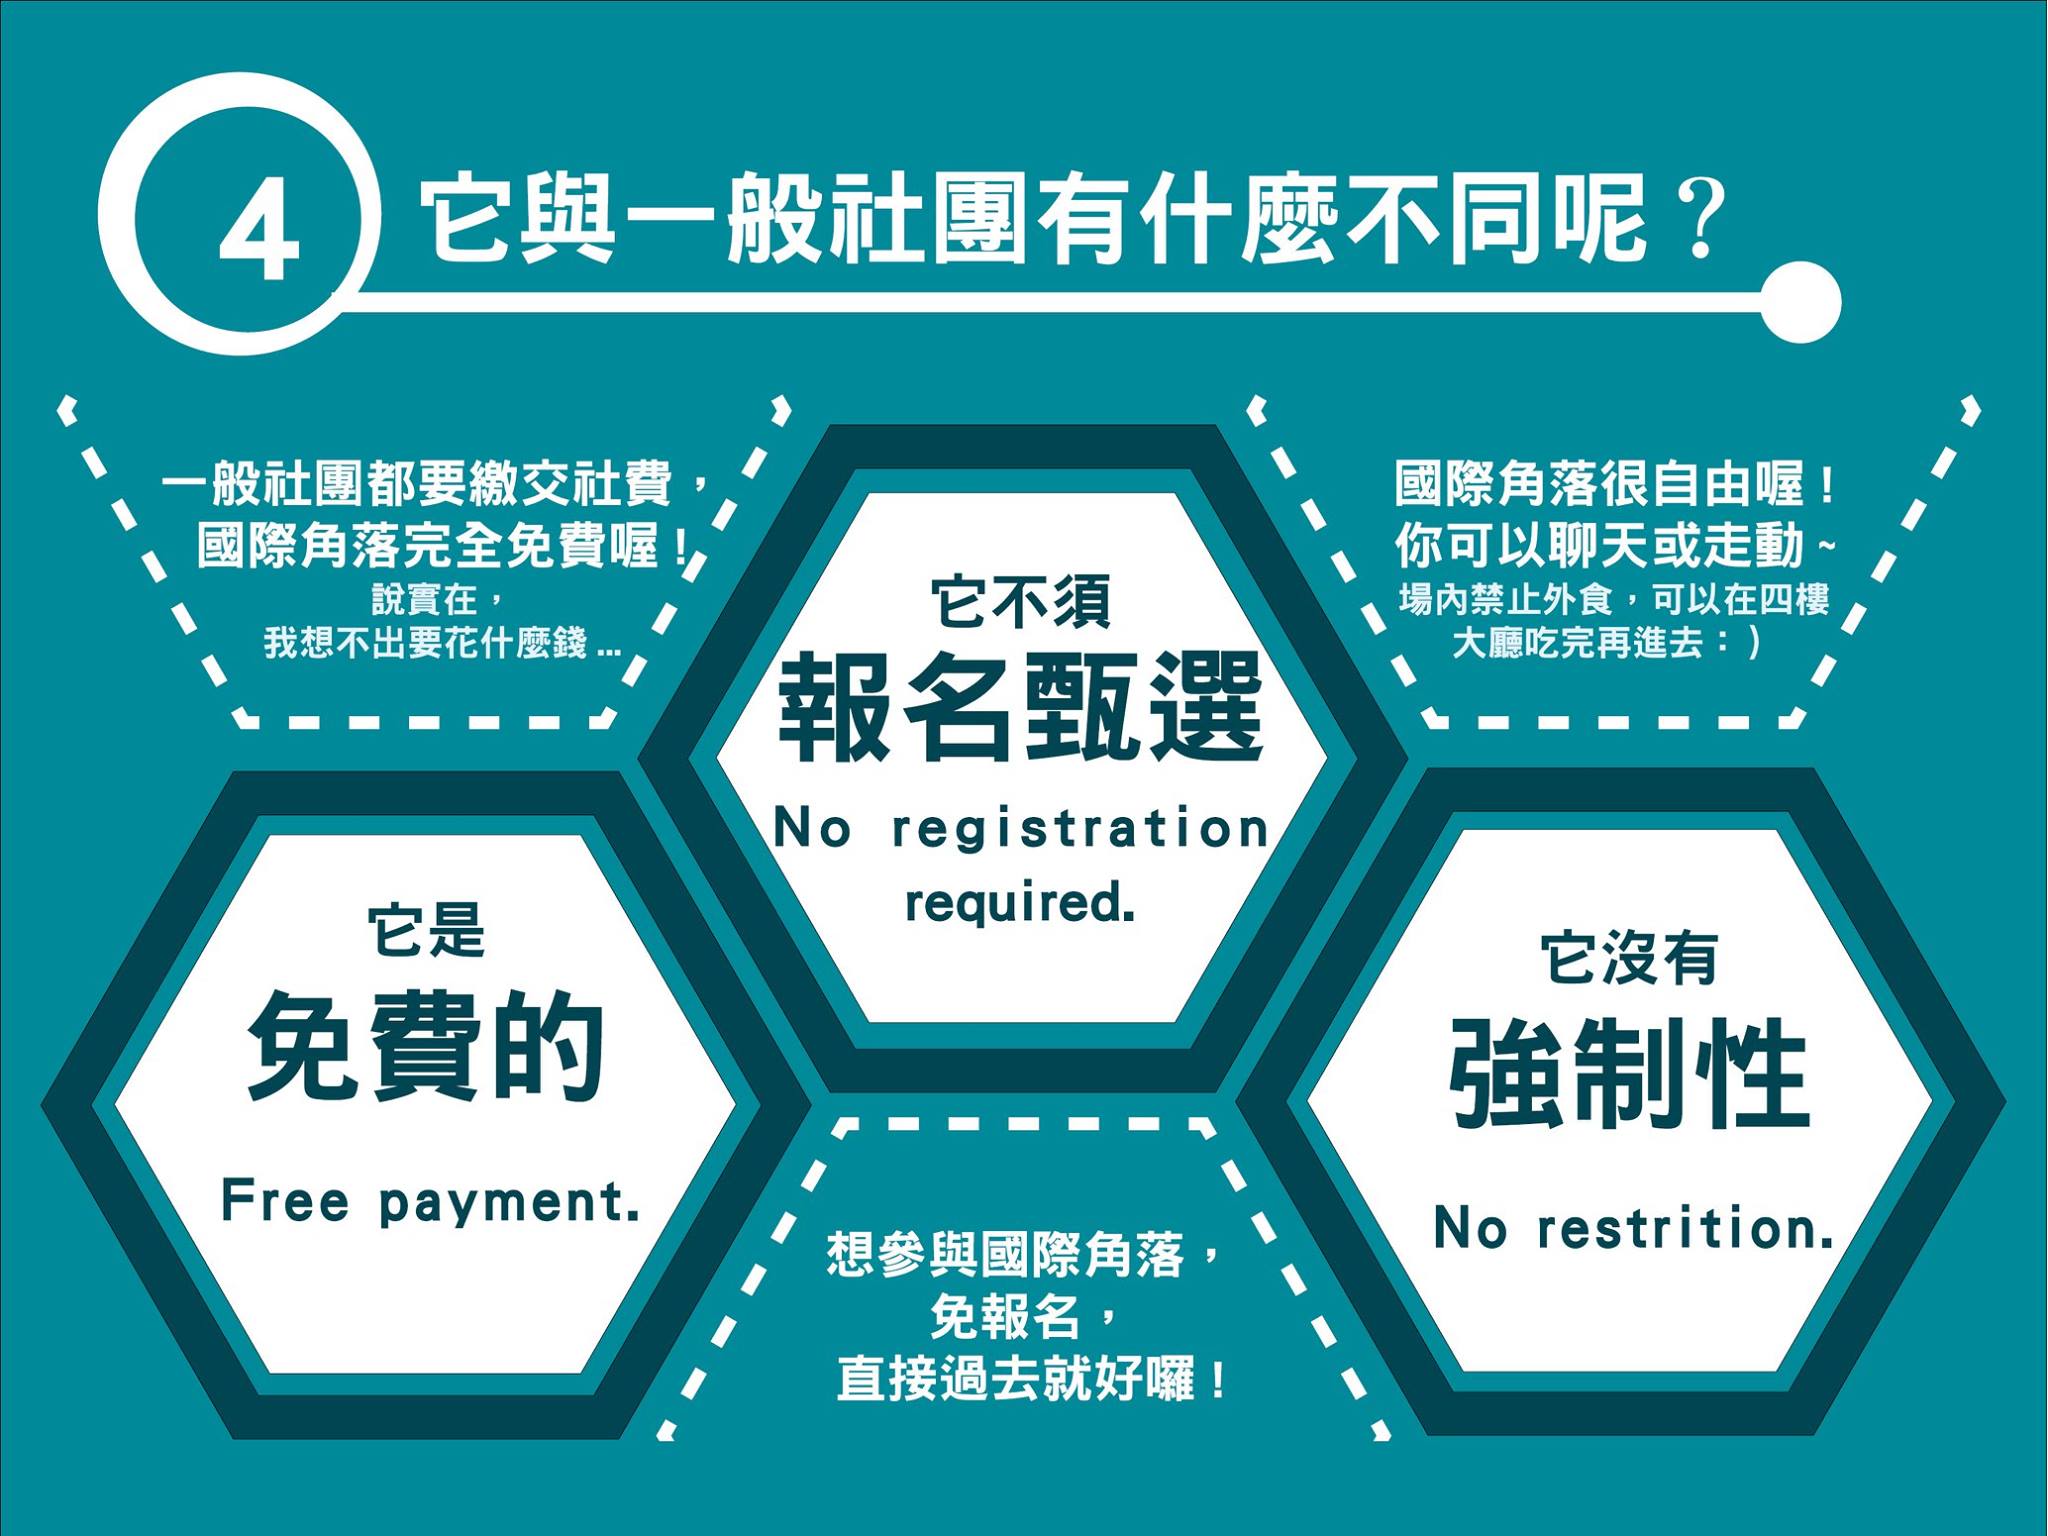 4
它與一般社團有什麼不同呢？
一般社團都要繳交社費，
國際角落完全免費喔！
說實在，
我想不出要花什麼錢...
國際角落很自由喔！
你可以聊天或走動~
場內禁止外食，可以在四樓
大廳吃完再進去：)
它不須
報名甄選
No registration
required.
它是
免費的
Free payment.
它沒有
強制性
No restrition.
想參與國際角落，
免報名，
直接過去就好囉！